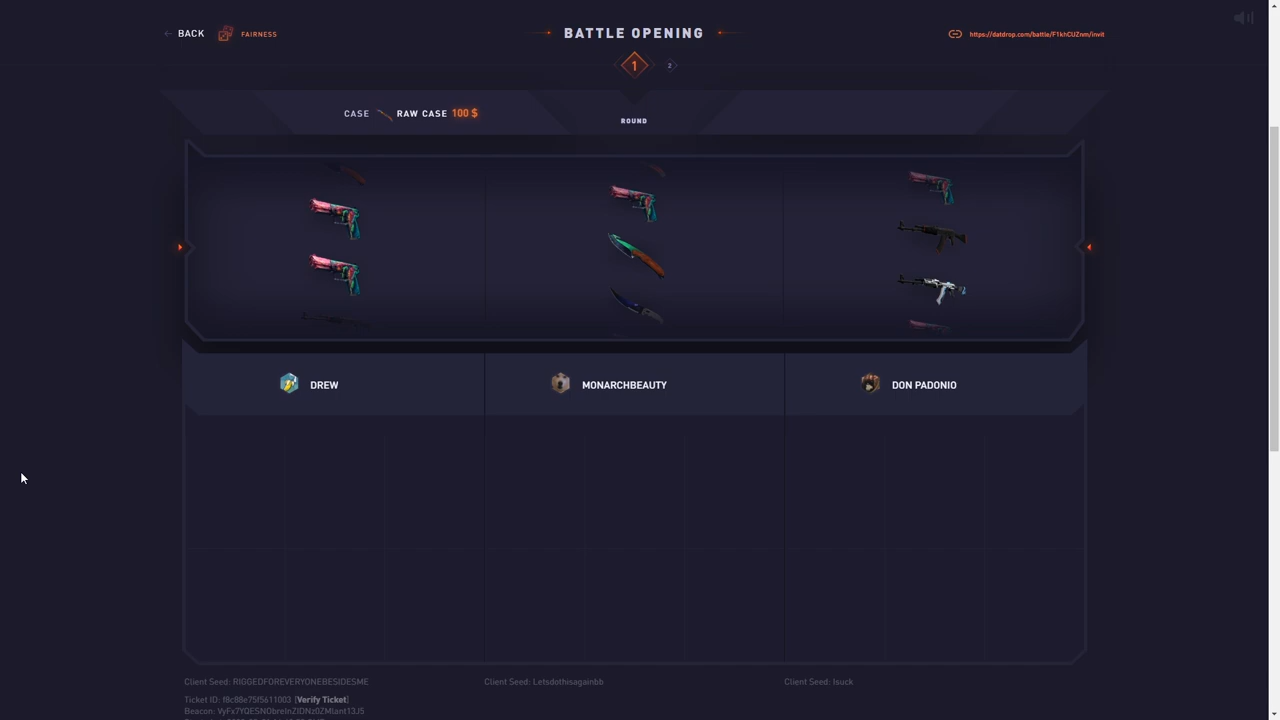 BACK
FAIRNESS
BATTLE OPENING
https://datdrop.com/battle/F1khCUZnm/invit
1
2
CASE RAW CASE 100 $
ROUND
DREW
MONARCHBEAUTY
DON PADONIO
Client Seed: RIGGEDFOREVERYONEBESIDESME
Client Seed: Letsdothisagainbb
Client Seed: Isuck
Ticket ID: f8c88e75f5611003 [Verify Ticket]
Beacon: VyFx7YQESNObreInZIDNz0ZMIant13J5